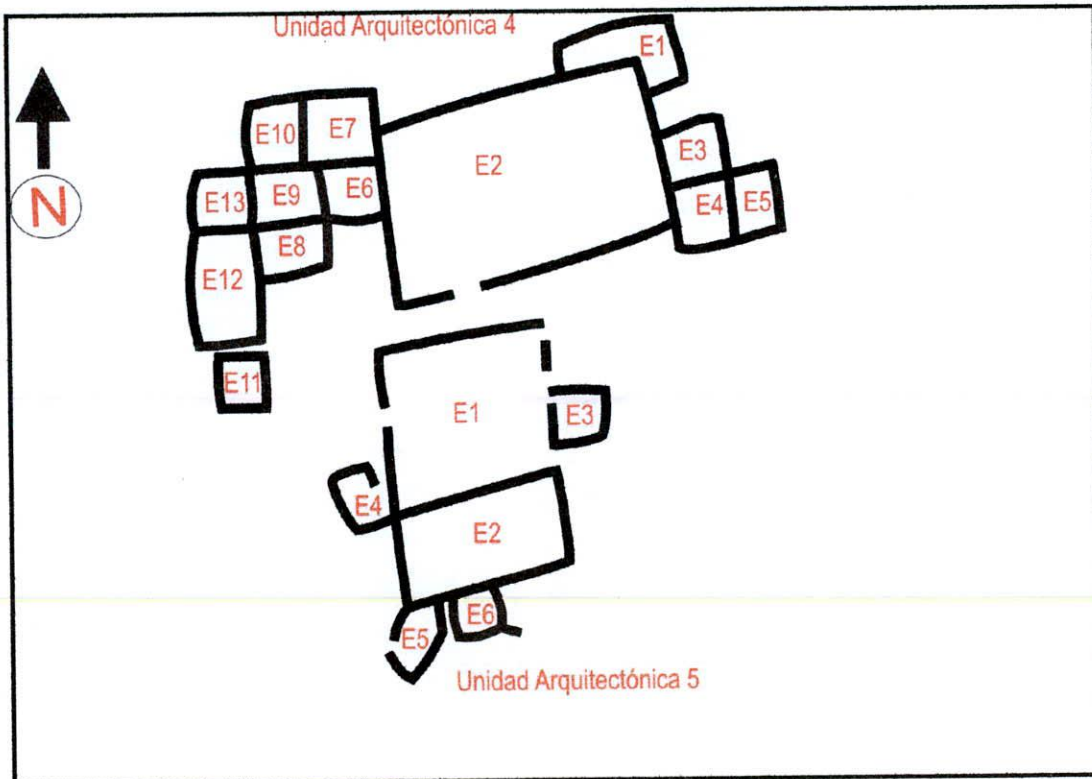 Unidad Arquitectónica 4
E1
E10 E7
E2
E3
N
E13 E9 E6
E4 E5
E8
E12
E11
E1
E3
E4
E2
E5 E6
Unidad Arquitectónica 5